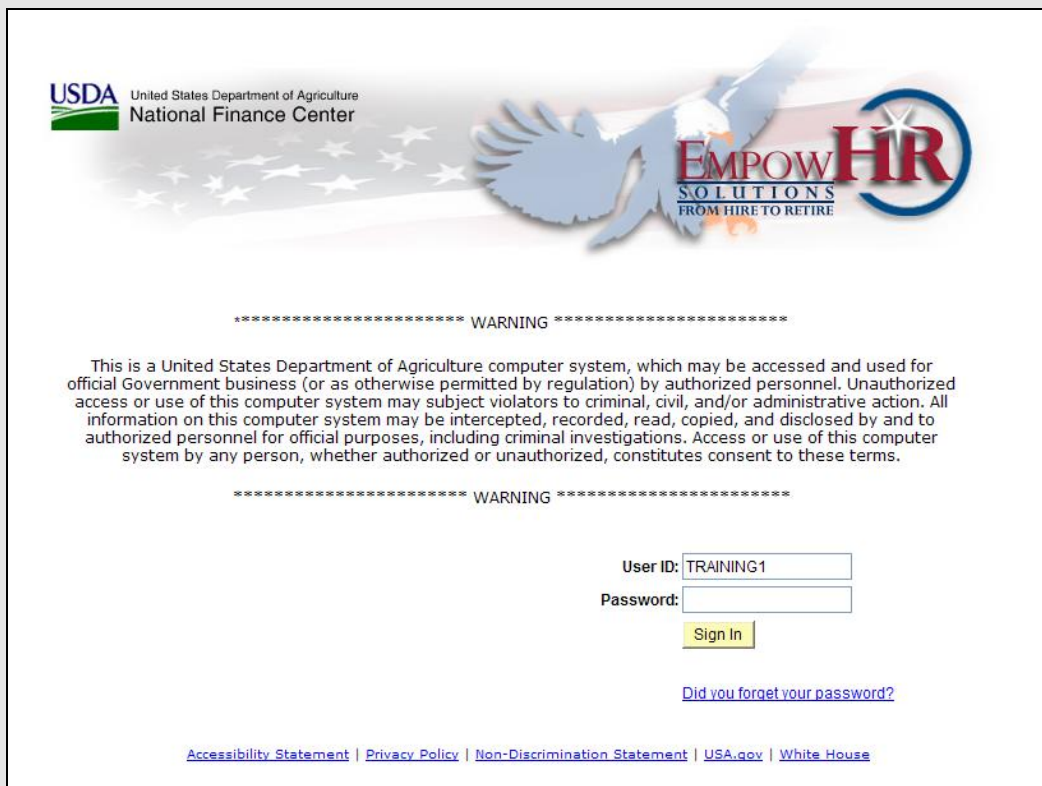 USDA United States Department of Agriculture
National Finance Center
EMPOWHR
SOLUTIONS
FROM HIRE TO RETIRE
*********************** WARNING ***********************
This is a United States Department of Agriculture computer system, which may be accessed and used for
official Government business (or as otherwise permitted by regulation) by authorized personnel. Unauthorized
access or use of this computer system may subject violators to criminal, civil, and/or administrative action. All
information on this computer system may be intercepted, recorded, read, copied, and disclosed by and to
authorized personnel for official purposes, including criminal investigations. Access or use of this computer
system by any person, whether authorized or unauthorized, constitutes consent to these terms.
*********************** WARNING ***********************
User ID: TRAINING1
Password:
Sign In
Did you forget your password?
Accessibility Statement | Privacy Policy | Non-Discrimination Statement | USA.gov | White House